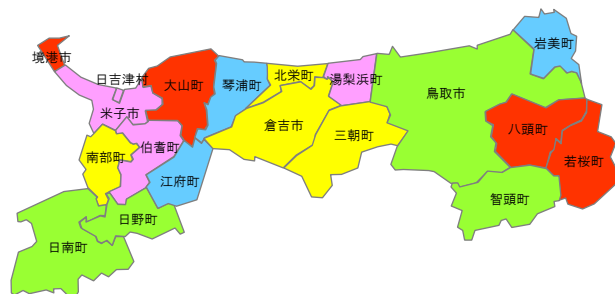 境港市
日吉津村
米子市
大山町
琴浦町
北栄町
湯梨浜町
鳥取市
岩美町
倉吉市
三朝町
八頭町
若桜町
南部町
伯耆町
江府町
智頭町
日野町
日南町